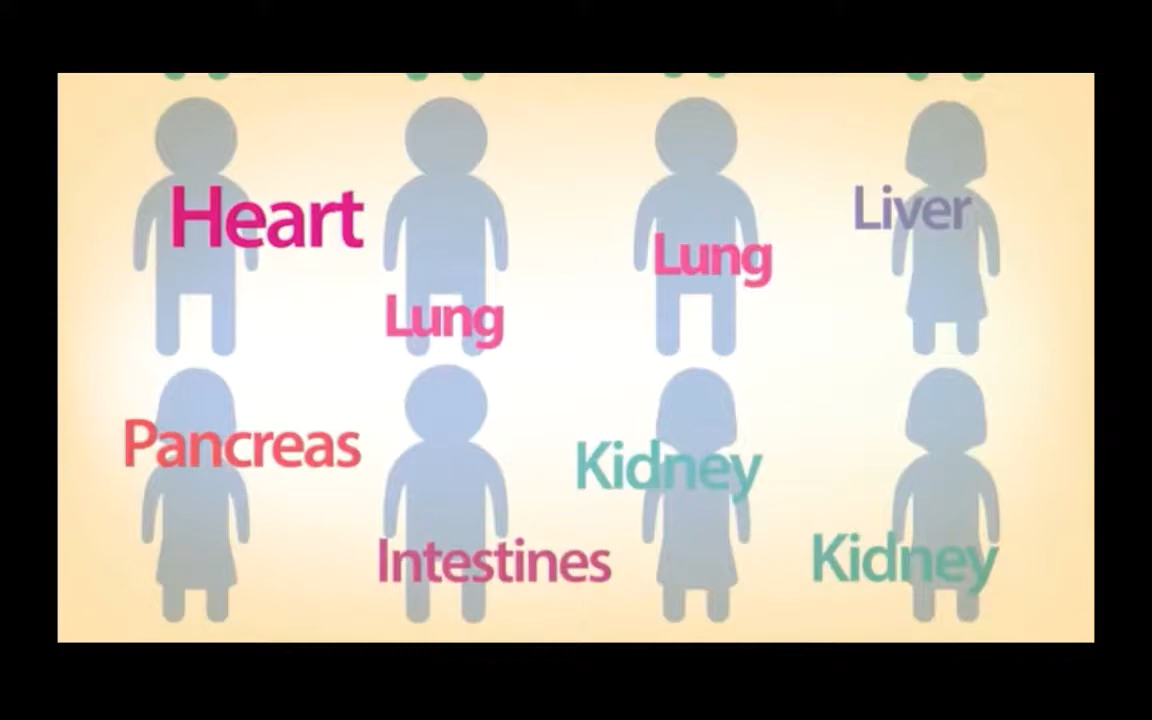 Heart
Lung
Lung
Liver
Pancreas
Intestines
Kidney
Kidney